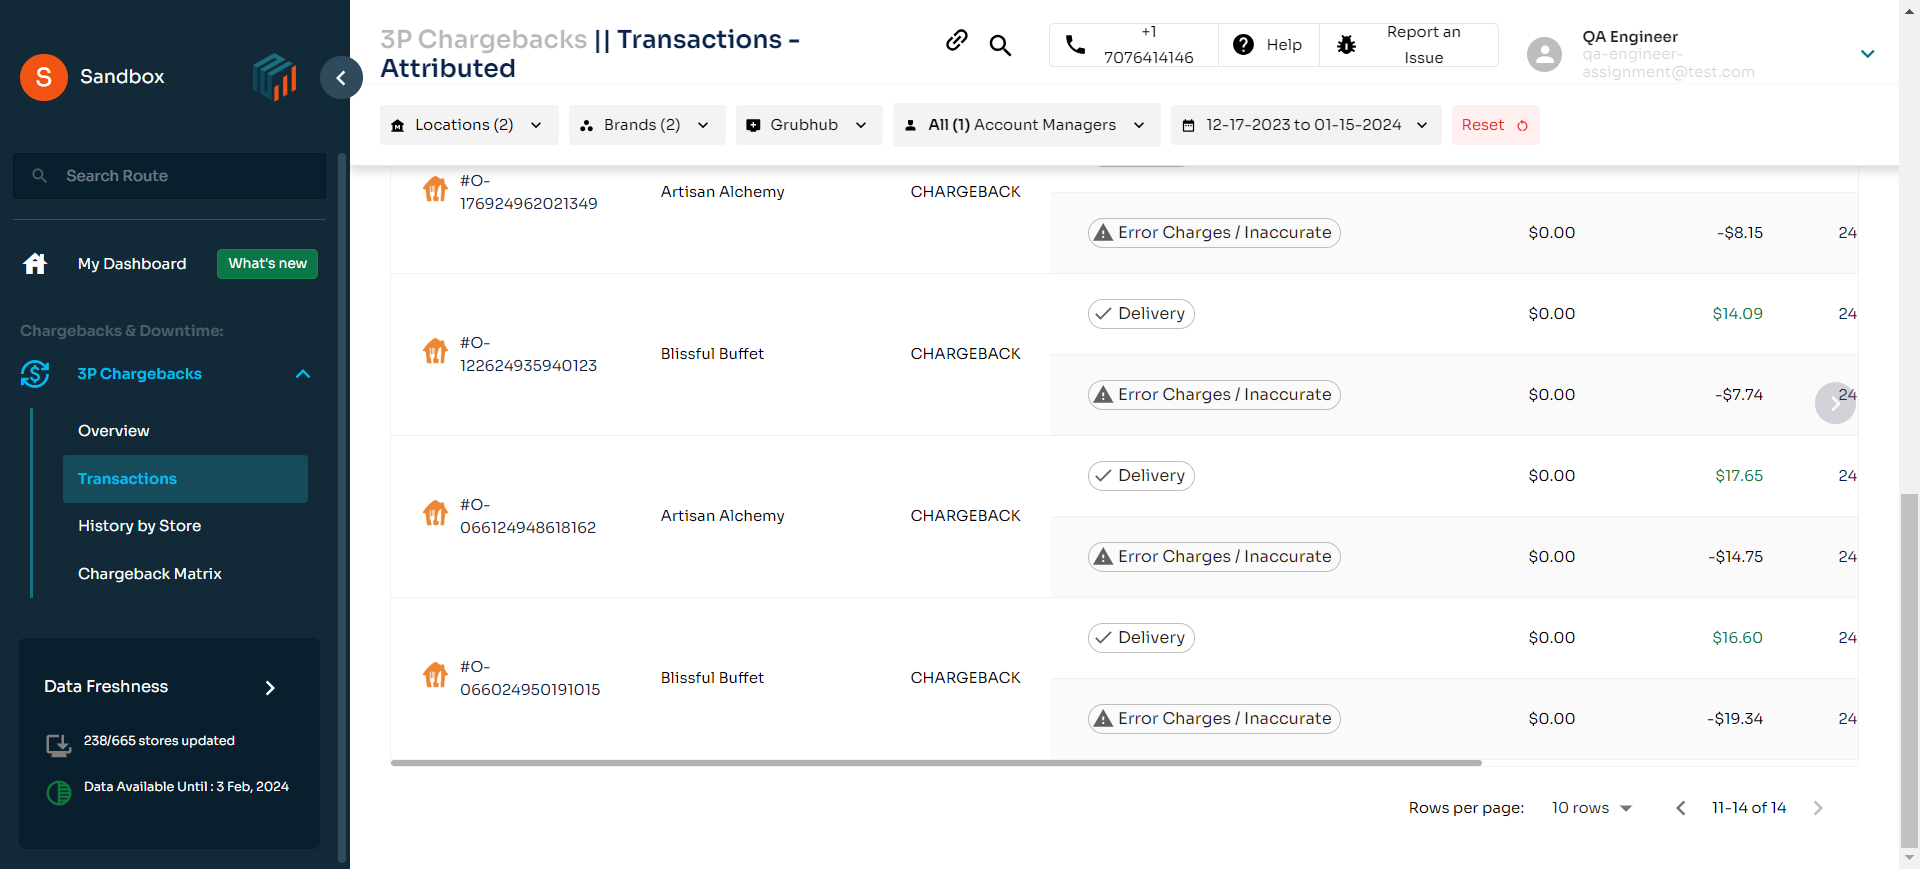 S
Sandbox
Search Route
My Dashboard
What's new
Chargebacks & Downtime:
3P Chargebacks
Overview
Transactions
History by Store
Chargeback Matrix
Data Freshness
238/665 stores updated
Data Available Until : 3 Feb, 2024
3P Chargebacks || Transactions -
Attributed
+1
7076414146
Help
Report an
Issue
QA Engineer
qa-engineer-
assignment@test.com
Locations (2)
Brands (2)
Grubhub
All (1) Account Managers
12-17-2023 to 01-15-2024
Reset
#O-
176924962021349
Artisan Alchemy
CHARGEBACK
Error Charges / Inaccurate
$0.00
-$8.15
24
#O-
122624935940123
Blissful Buffet
CHARGEBACK
Delivery
$0.00
$14.09
24
Error Charges / Inaccurate
$0.00
-$7.74
24
#O-
066124948618162
Artisan Alchemy
CHARGEBACK
Delivery
$0.00
$17.65
24
Error Charges / Inaccurate
$0.00
-$14.75
24
#O-
066024950191015
Blissful Buffet
CHARGEBACK
Delivery
$0.00
$16.60
24
Error Charges / Inaccurate
$0.00
-$19.34
24
Rows per page:
10 rows
11-14 of 14